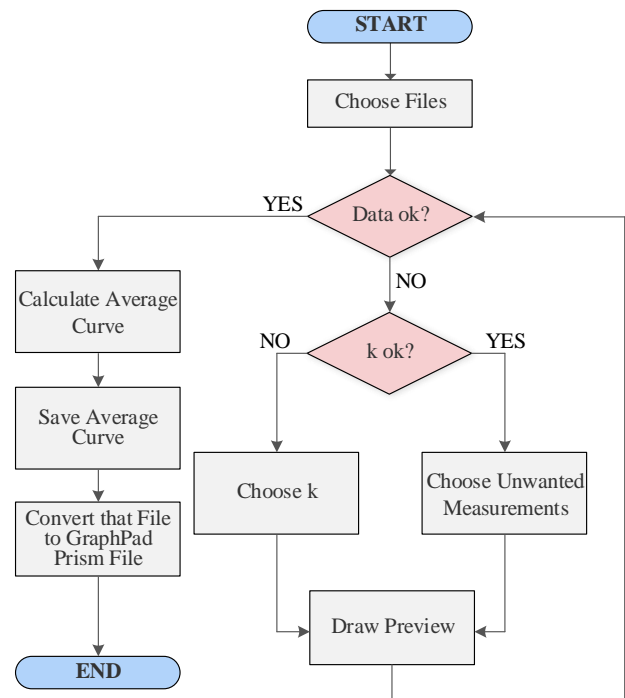 START
Choose Files
YES
Data ok?
NO
Calculate Average
Curve
NO
k ok?
YES
Save Average
Curve
Choose k
Choose Unwanted
Measurements
Convert that File
to GraphPad
Prism File
Draw Preview
END